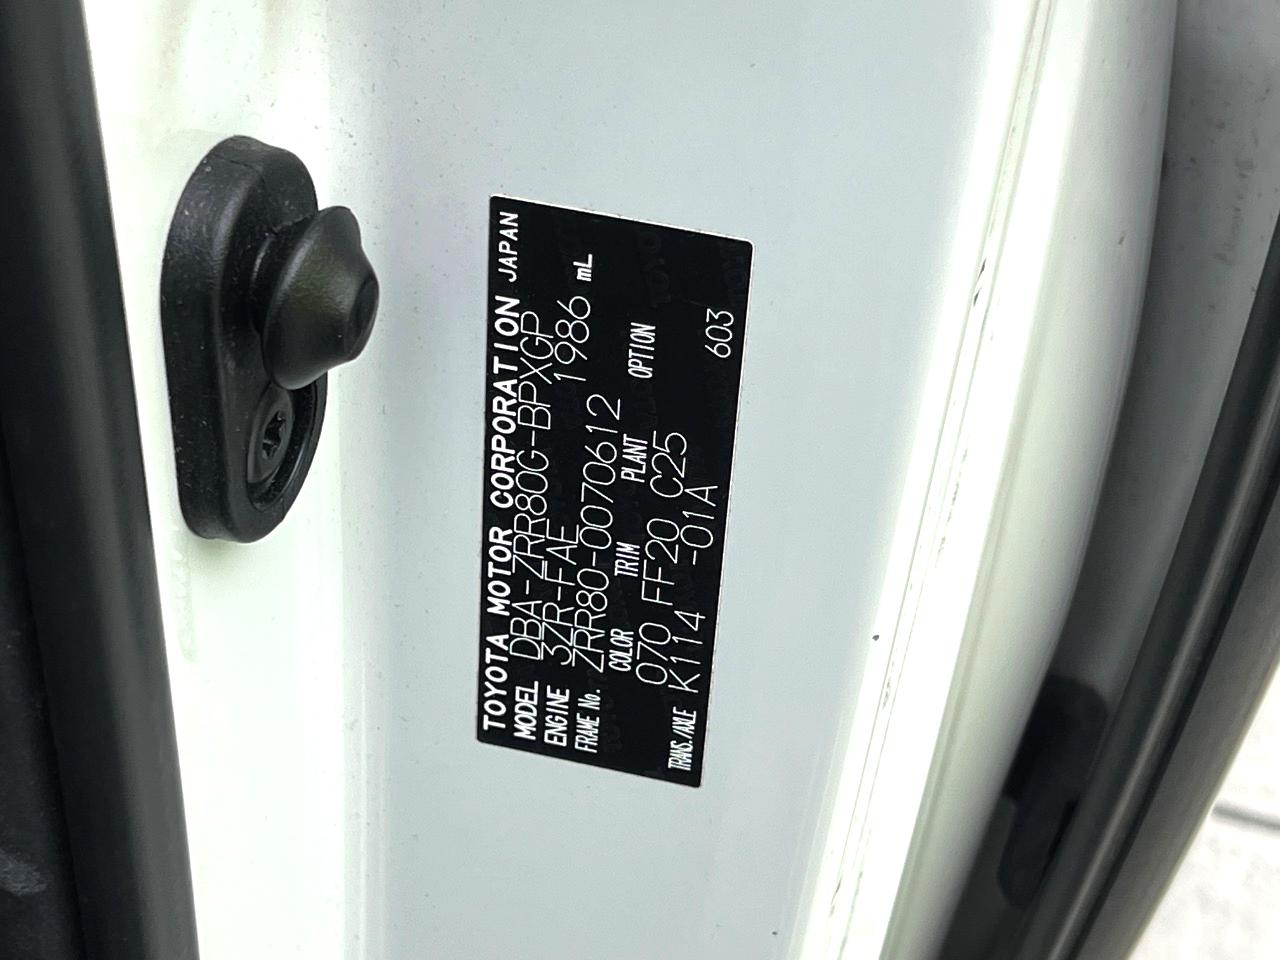 TOYOTA MOTOR CORPORATION JAPAN
MODEL DBA-ZRR80G-BPXGP
ENGINE 3ZR-FAE 1986 mL
FRAME No. ZRR80-0070612
COLOR TRIM PLANT OPTION
070 FF20 C25
TRANS./AXLE K114 -01A 603